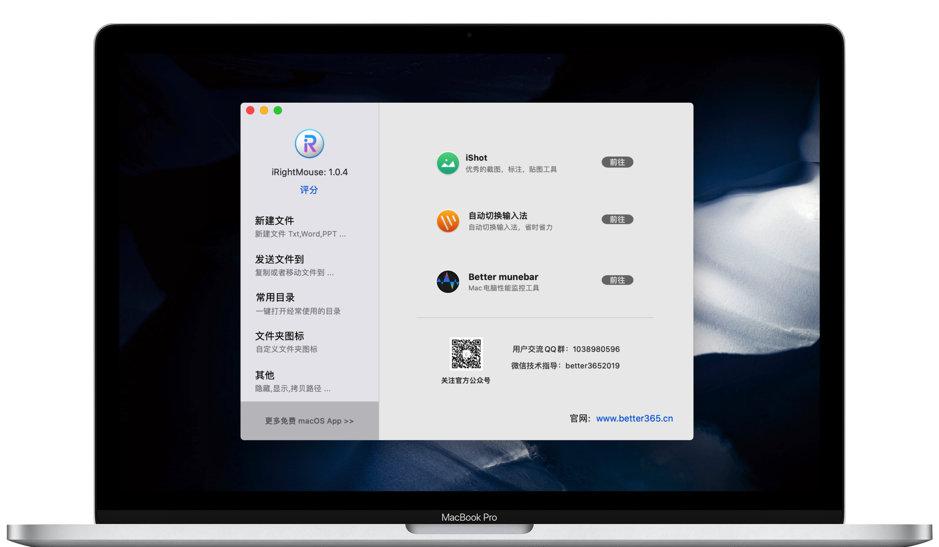 iRightMouse: 1.0.4
评分
新建文件
新建文件 Txt,Word,PPT ...
发送文件到
复制或者移动文件到 ...
常用目录
一键打开经常使用的目录
文件夹图标
自定义文件夹图标
其他
隐藏,显示,拷贝路径 ...
更多免费 macOS App >>
iShot
优秀的截图，标注，贴图工具
前往
自动切换输入法
自动切换输入法，省时省力
前往
Better munebar
Mac电脑性能监控工具
前往
关注官方公众号
用户交流QQ群：1038980596
微信技术指导：better3652019
官网：www.better365.cn
MacBook Pro